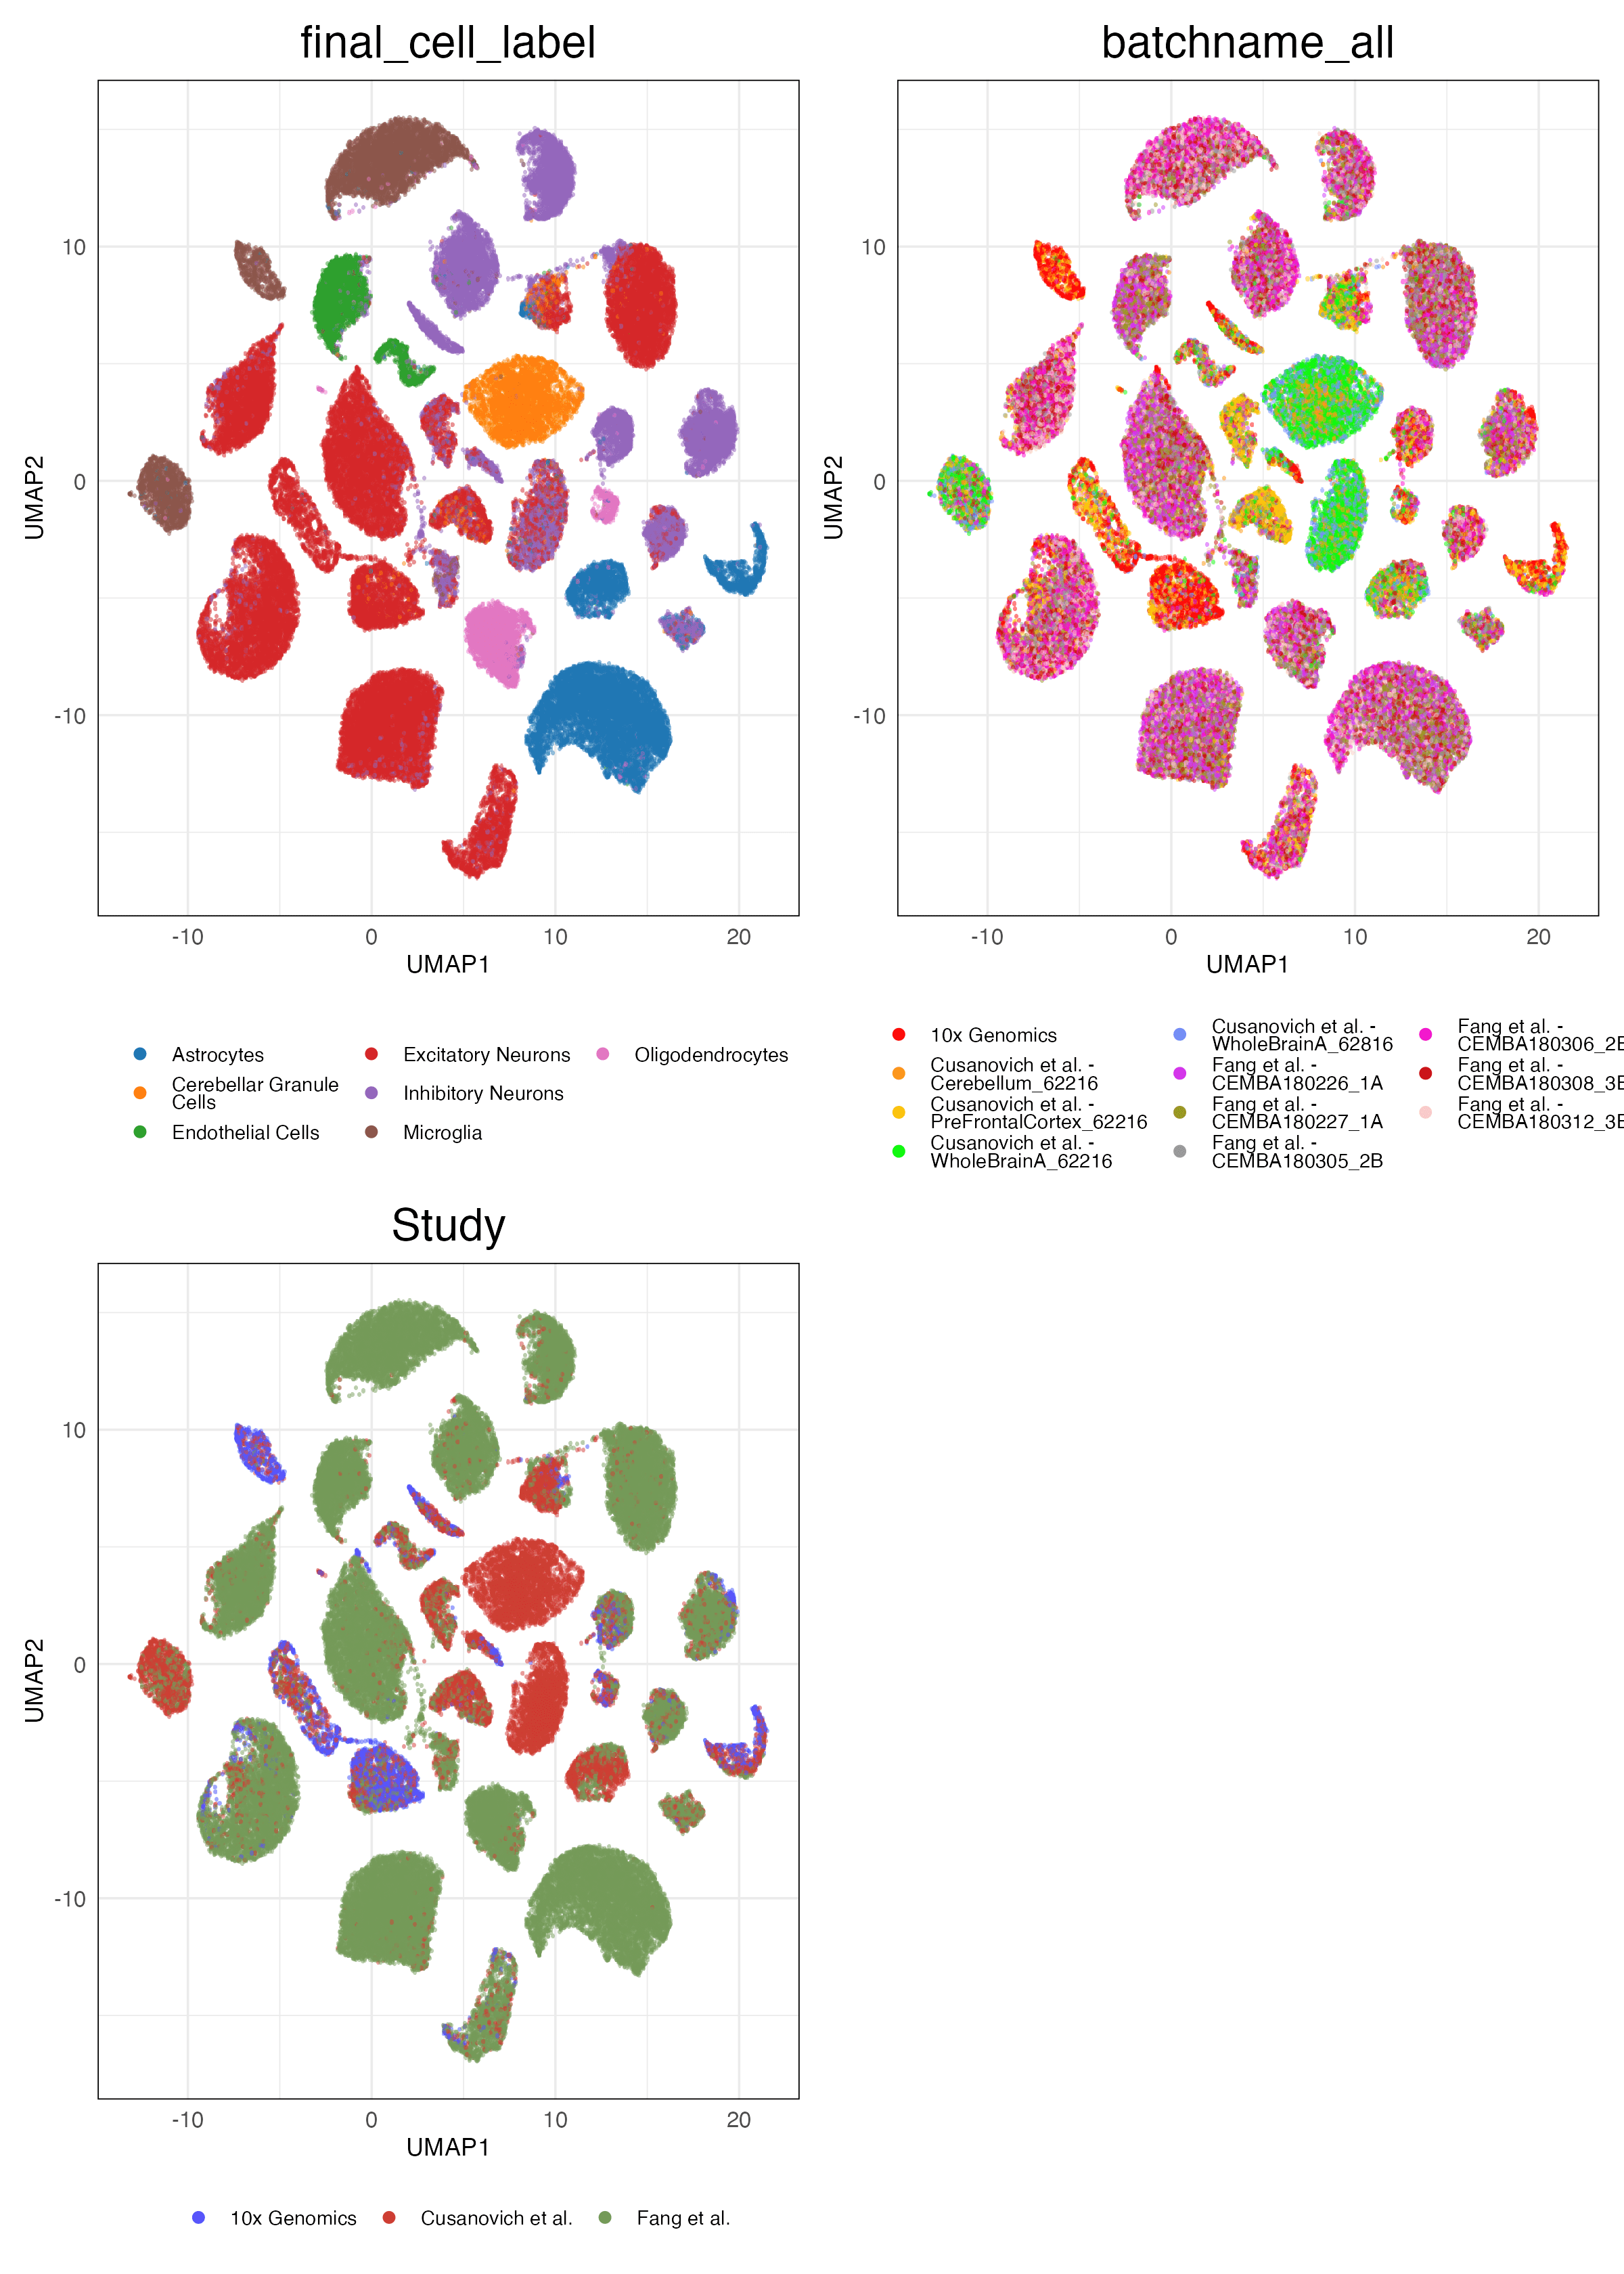 final_cell_label
batchname_all
10
0
-10
UMAP2
-10
0
10
20
UMAP1
10
0
-10
UMAP2
-10
0
10
20
UMAP1
Astrocytes
Cerebellar Granule
Cells
Endothelial Cells
Excitatory Neurons
Inhibitory Neurons
Microglia
Oligodendrocytes
10x Genomics
Cusanovich et al. -
Cerebellum_62216
Cusanovich et al. -
PreFrontalCortex_62216
Cusanovich et al. -
WholeBrainA_62216
Cusanovich et al. -
WholeBrainA_62816
Fang et al. -
CEMBA180226_1A
Fang et al. -
CEMBA180227_1A
Fang et al. -
CEMBA180305_2B
Fang et al. -
CEMBA180306_2B
Fang et al. -
CEMBA180308_3B
Fang et al. -
CEMBA180312_3B
Study
10
0
-10
UMAP2
-10
0
10
20
UMAP1
10x Genomics
Cusanovich et al.
Fang et al.